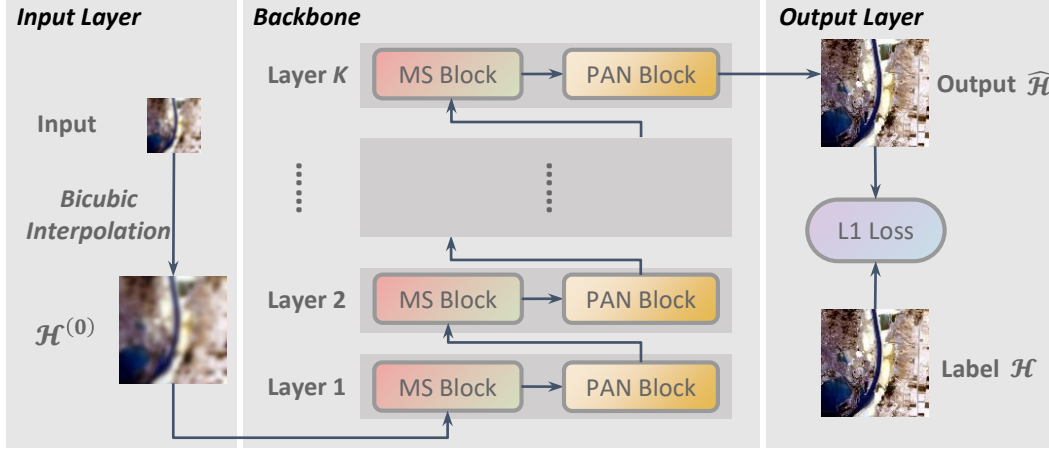 Input Layer
Input
Bicubic
Interpolation
ℋ⁽⁰⁾
Backbone
Layer K
MS Block
PAN Block
Layer 2
MS Block
PAN Block
Layer 1
MS Block
PAN Block
Output Layer
Output ℋ̂
L1 Loss
Label ℋ